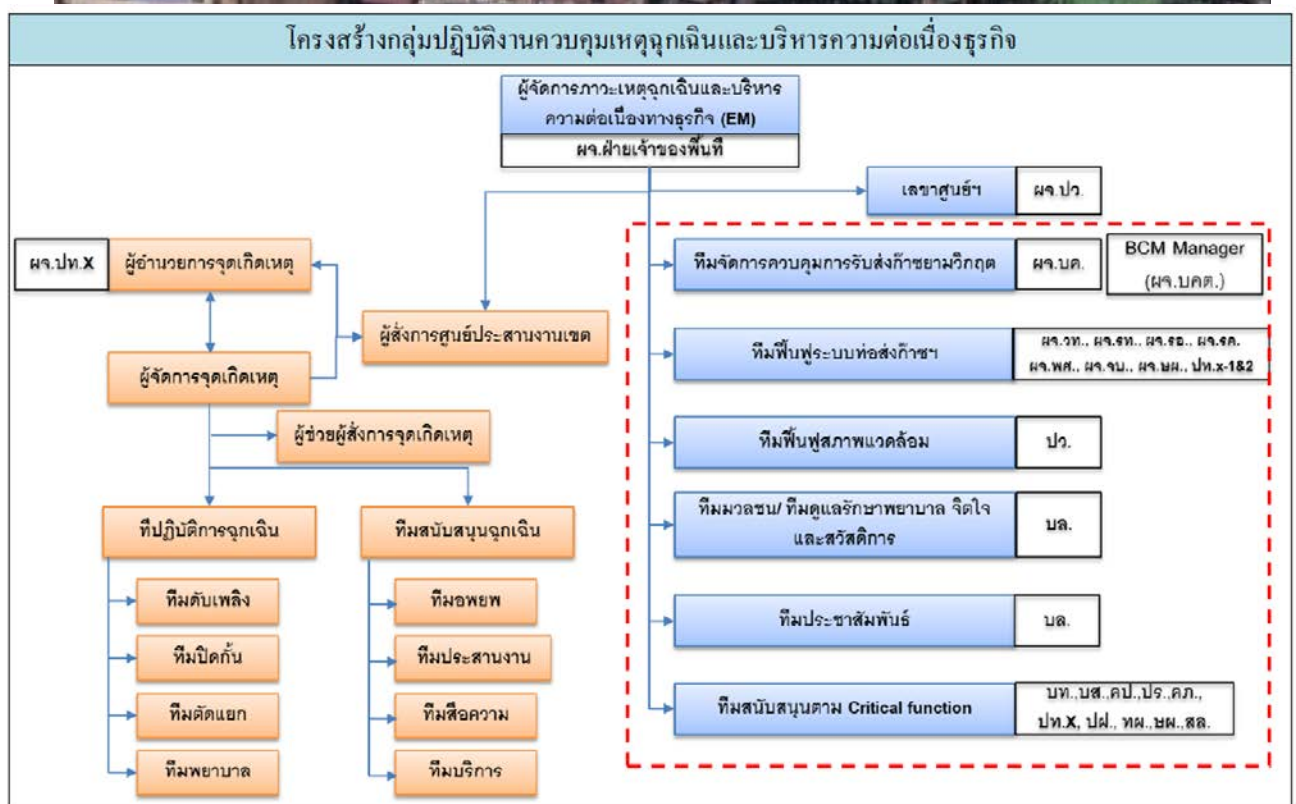 โครงสร้างกลุ่มปฏิบัติงานควบคุมเหตุฉุกเฉินและบริหารความต่อเนื่องธุรกิจ
ผู้จัดการภาวะเหตุฉุกเฉินและบริหาร
ความต่อเนื่องทางธุรกิจ (EM)
ผจ.ฝ่ายเจ้าของพื้นที่
เลขาศูนย์ฯ
ผจ.ปว.
ผจ.ปท.X
ผู้อำนวยการจุดเกิดเหตุ
ผู้สั่งการศูนย์ประสานงานเขต
ผู้จัดการจุดเกิดเหตุ
ผู้ช่วยผู้สั่งการจุดเกิดเหตุ
ทีปฏิบัติการฉุกเฉิน
ทีมดับเพลิง
ทีมปิดกั้น
ทีมตัดแยก
ทีมพยาบาล
ทีมสนับสนุนฉุกเฉิน
ทีมอพยพ
ทีมประสานงาน
ทีมสื่อความ
ทีมบริการ
ทีมจัดการควบคุมการรับส่งก๊าซยามวิกฤต
ผจ.บค.
BCM Manager
(ผจ.บคต.)
ทีมฟื้นฟูระบบท่อส่งก๊าซฯ
ผจ.วท., ผจ.รท., ผจ.รอ., ผจ.รค.
ผจ.พส., ผจ.จบ., ผจ.ษผ., ปท.x-1&2
ทีมฟื้นฟูสภาพแวดล้อม
ปว.
ทีมมวลชน/ ทีมดูแลรักษาพยาบาล จิตใจ
และสวัสดิการ
บล.
ทีมประชาสัมพันธ์
บล.
ทีมสนับสนุนตาม Critical function
บท.,บส.,คป.,ปร.,คภ.,
ปท.X, ปฝ., ทผ.,ษผ.,สล.